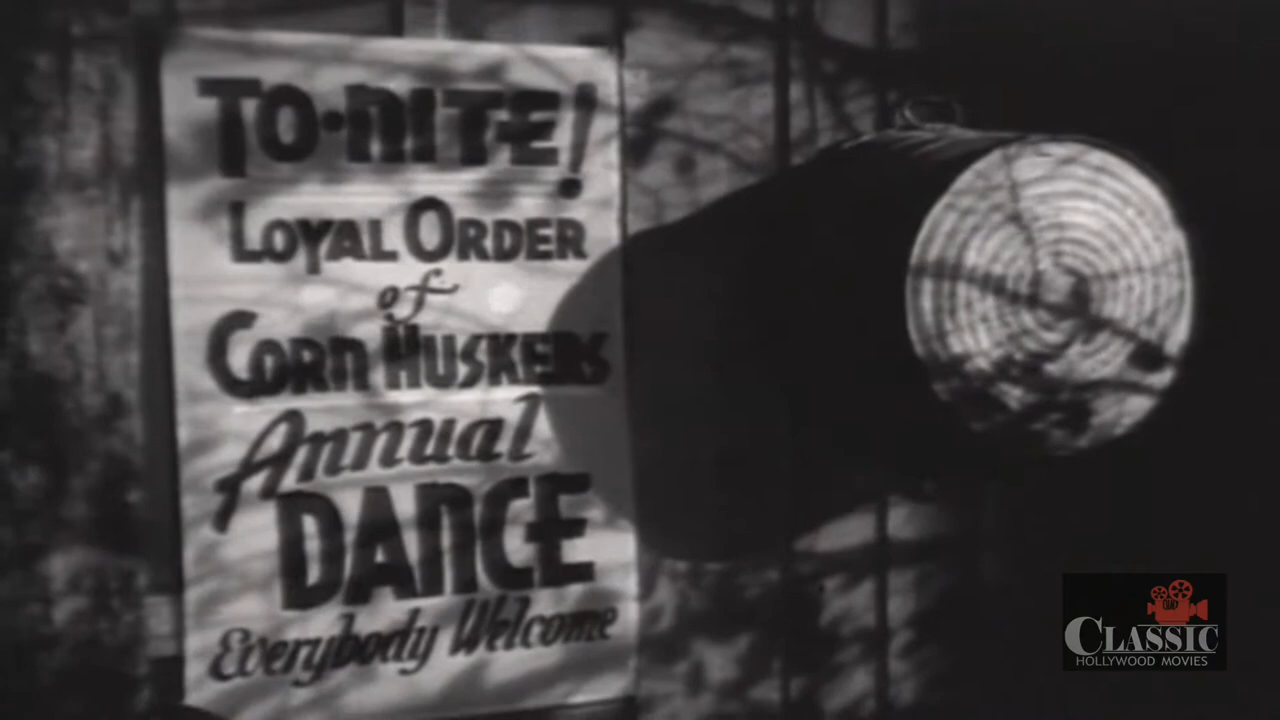 TO-NITE!
LOYAL ORDER
of
CORN HUSKERS
Annual
DANCE
Everybody Welcome
CLASSIC
HOLLYWOOD MOVIES